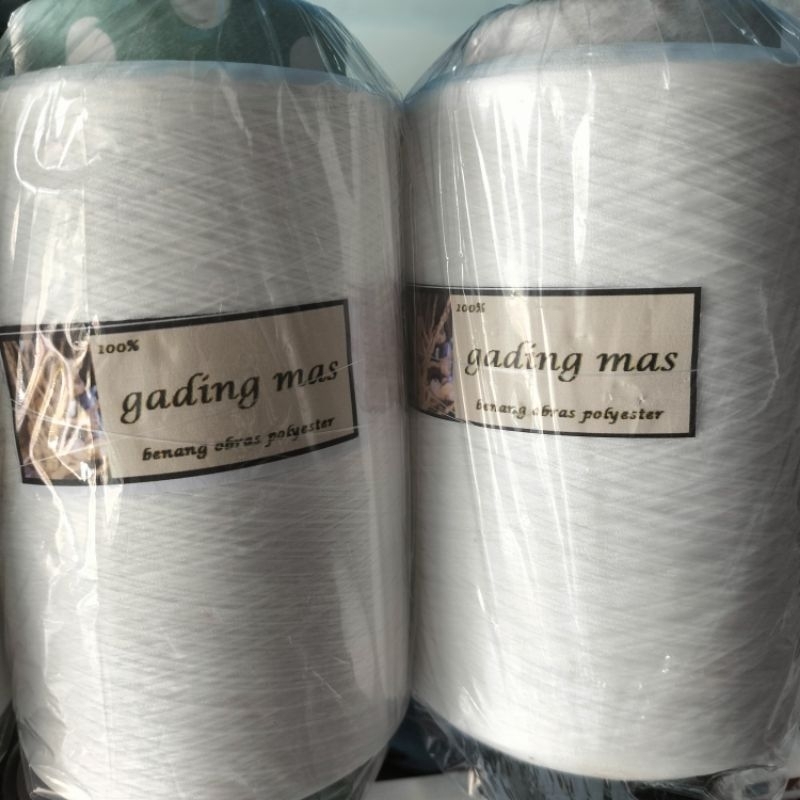 100%
gading mas
benang obras polyester
100%
gading mas
benang obras polyester